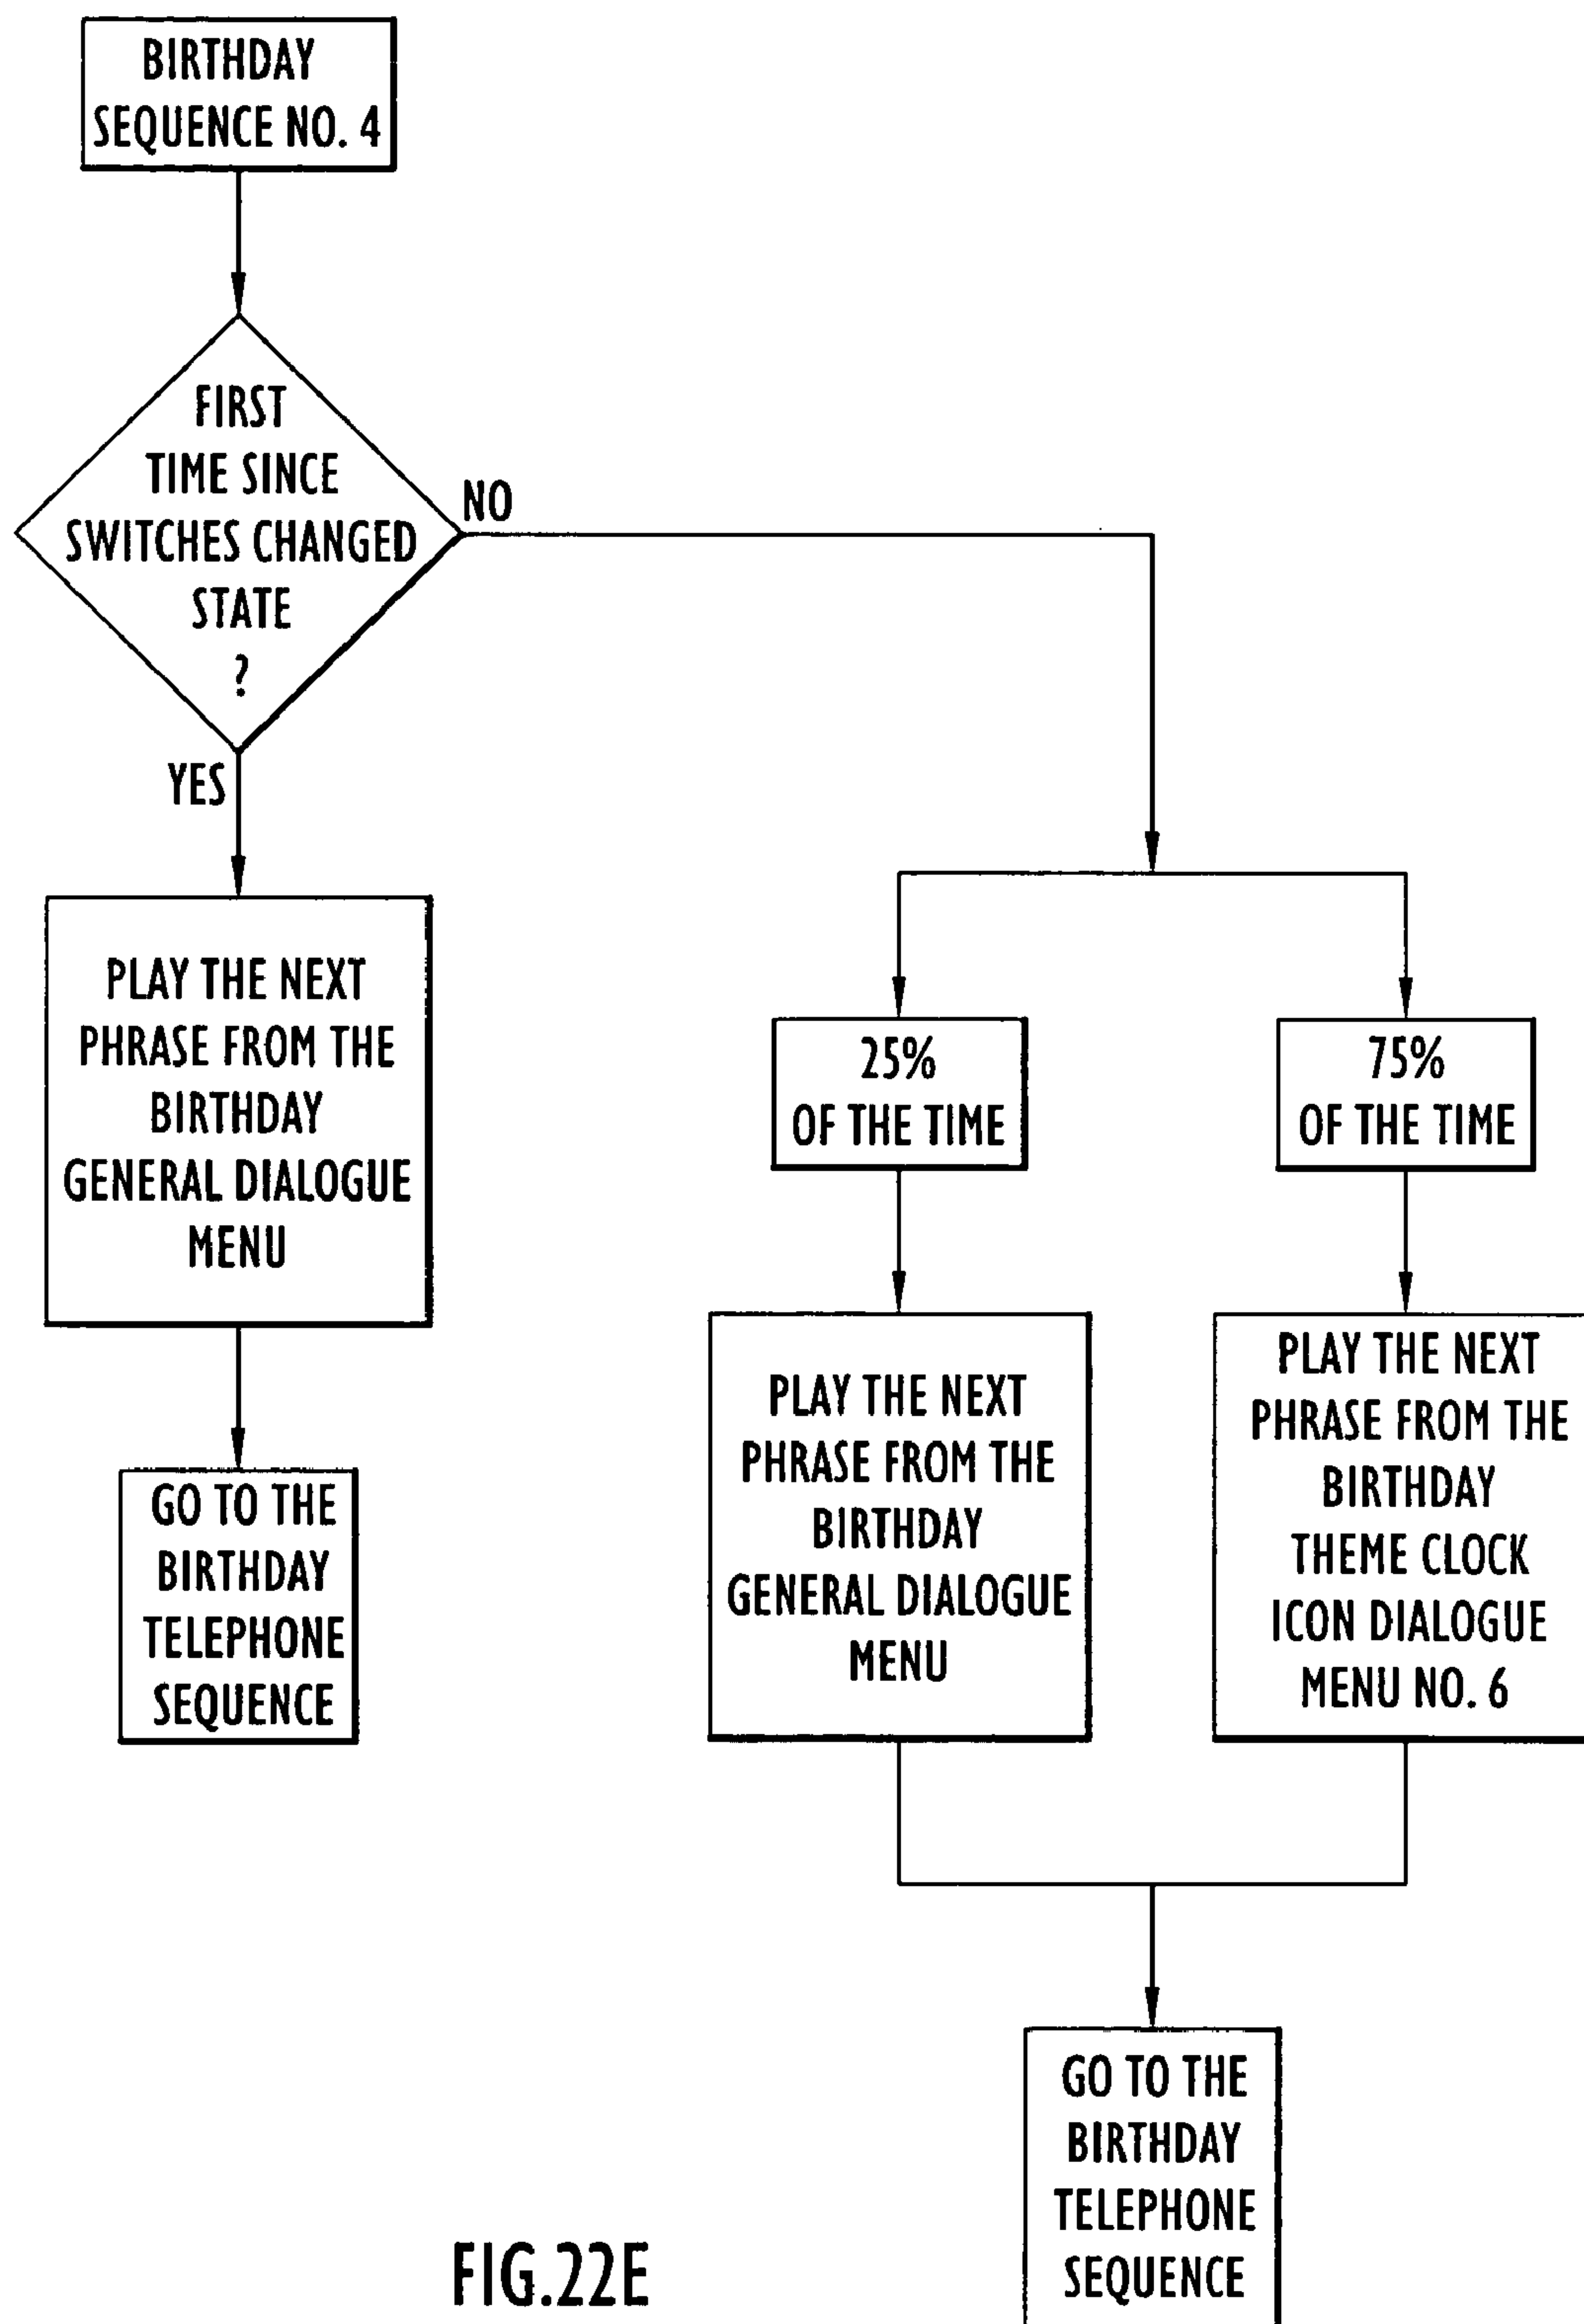 BIRTHDAY
SEQUENCE NO. 4
FIRST
TIME SINCE
SWITCHES CHANGED
STATE
?
NO
YES
PLAY THE NEXT
PHRASE FROM THE
BIRTHDAY
GENERAL DIALOGUE
MENU
GO TO THE
BIRTHDAY
TELEPHONE
SEQUENCE
25%
OF THE TIME
75%
OF THE TIME
PLAY THE NEXT
PHRASE FROM THE
BIRTHDAY
GENERAL DIALOGUE
MENU
PLAY THE NEXT
PHRASE FROM THE
BIRTHDAY
THEME CLOCK
ICON DIALOGUE
MENU NO. 6
GO TO THE
BIRTHDAY
TELEPHONE
SEQUENCE
FIG.22E